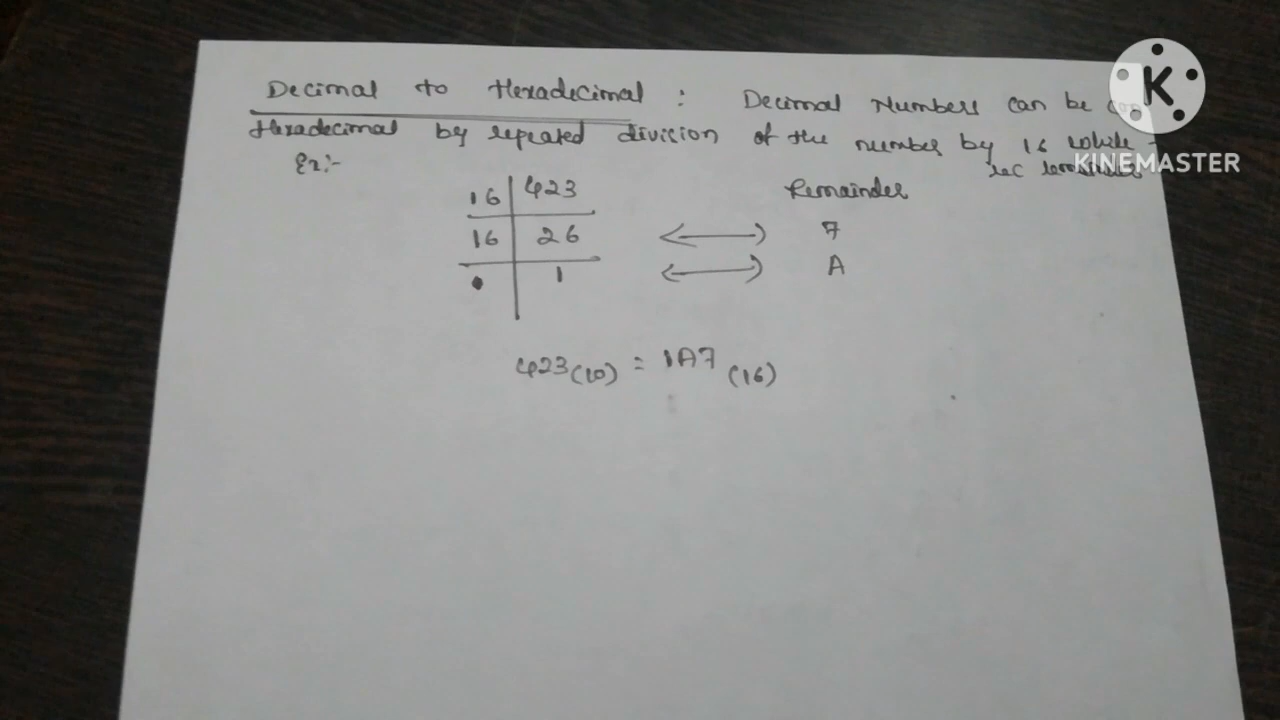 Decimal to Hexadecimal : Decimal Numbers can be
Hexadecimal by repeated division of the number by 16 while
Ex:-
Remainder
16 423
16 26 7
1 A
423(10) = 1A7 (16)
K
KINEMASTER